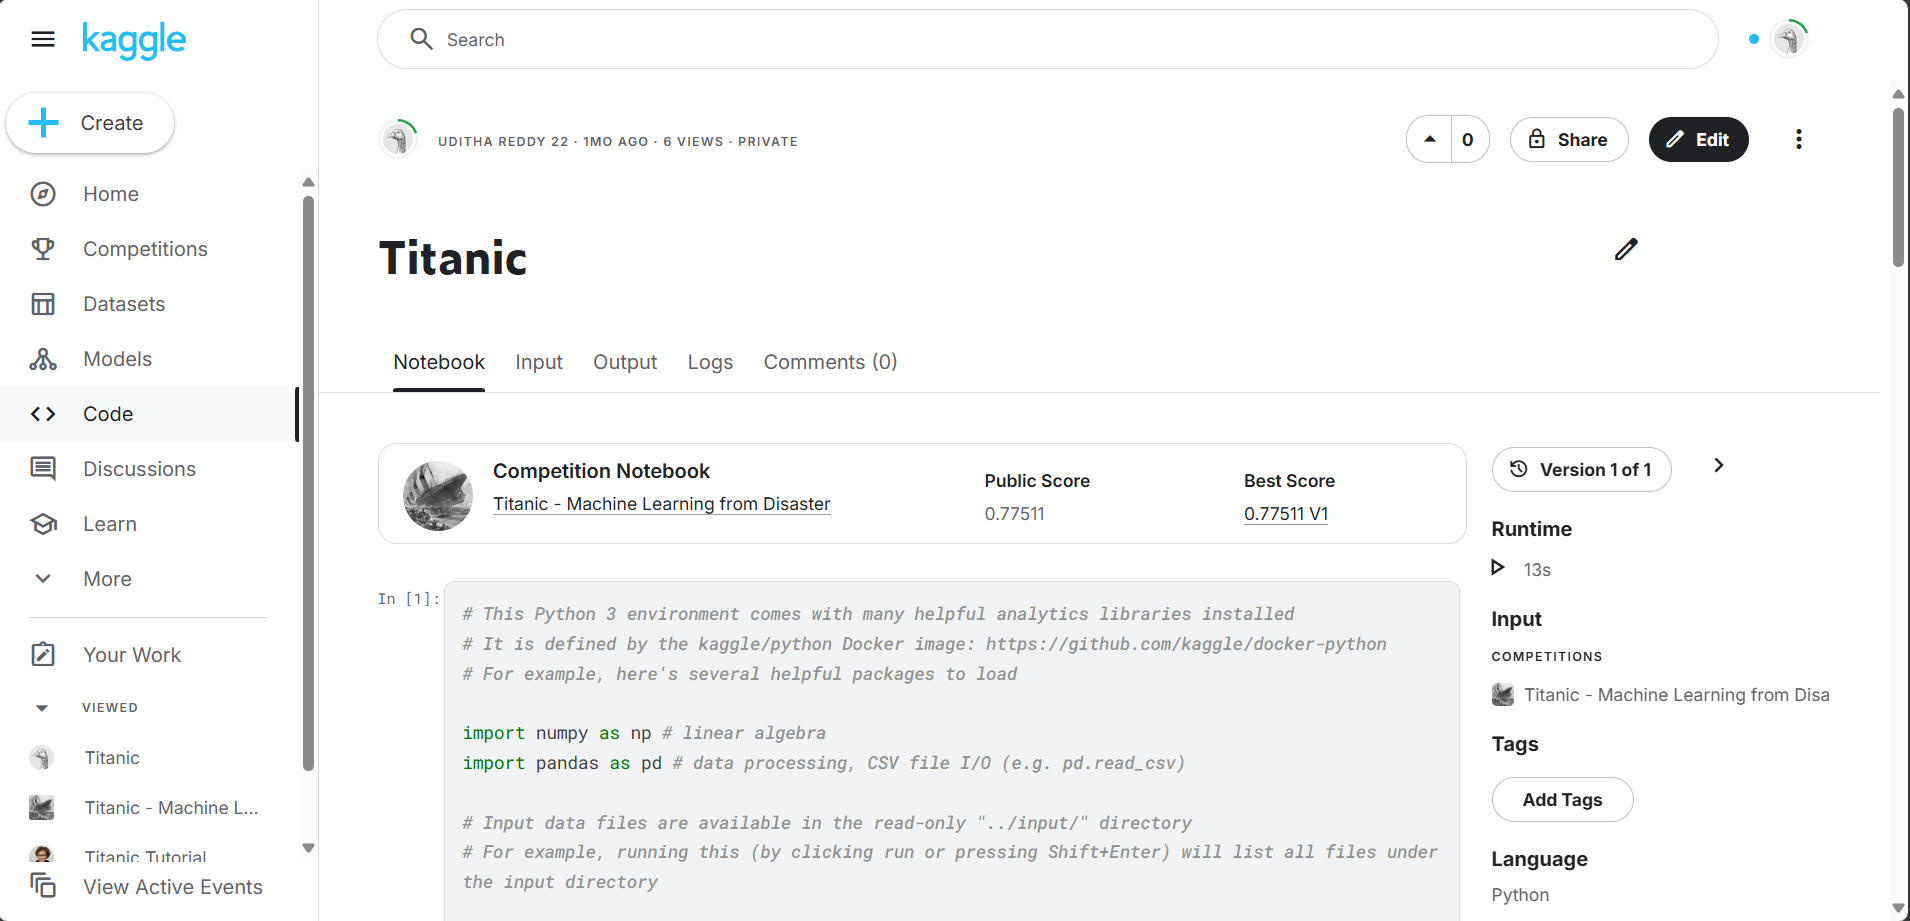 kaggle
Search
Create
Home
Competitions
Datasets
Models
Code
Discussions
Learn
More
Your Work
VIEWED
Titanic
Titanic - Machine L...
Titanic Tutorial
View Active Events
UDITHA REDDY 22 · 1MO AGO · 6 VIEWS · PRIVATE
0
Share
Edit
Titanic
Notebook Input Output Logs Comments (0)
Competition Notebook
Titanic - Machine Learning from Disaster
Public Score
0.77511
Best Score
0.77511 V1
In [1]:
# This Python 3 environment comes with many helpful analytics libraries installed
# It is defined by the kaggle/python Docker image: https://github.com/kaggle/docker-python
# For example, here's several helpful packages to load
import numpy as np # linear algebra
import pandas as pd # data processing, CSV file I/O (e.g. pd.read_csv)
# Input data files are available in the read-only "../input/" directory
# For example, running this (by clicking run or pressing Shift+Enter) will list all files under
the input directory
Version 1 of 1
Runtime
13s
Input
COMPETITIONS
Titanic - Machine Learning from Disa
Tags
Add Tags
Language
Python